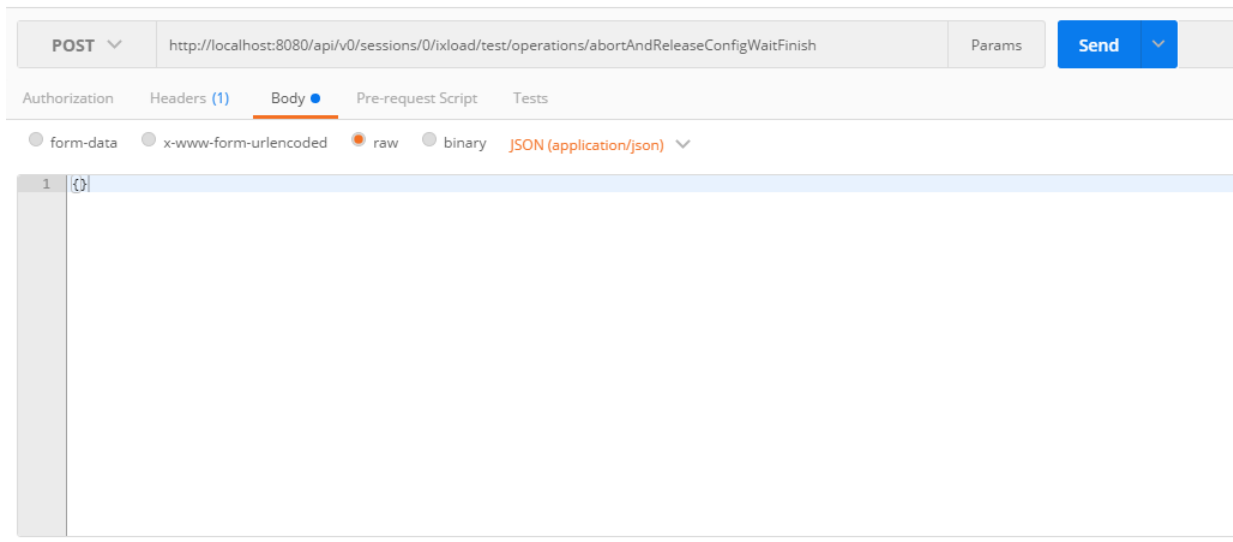 POST http://localhost:8080/api/v0/sessions/0/ixload/test/operations/abortAndReleaseConfigWaitFinish Params Send
Authorization Headers (1) Body Pre-request Script Tests
form-data x-www-form-urlencoded raw binary JSON (application/json)
1 {}